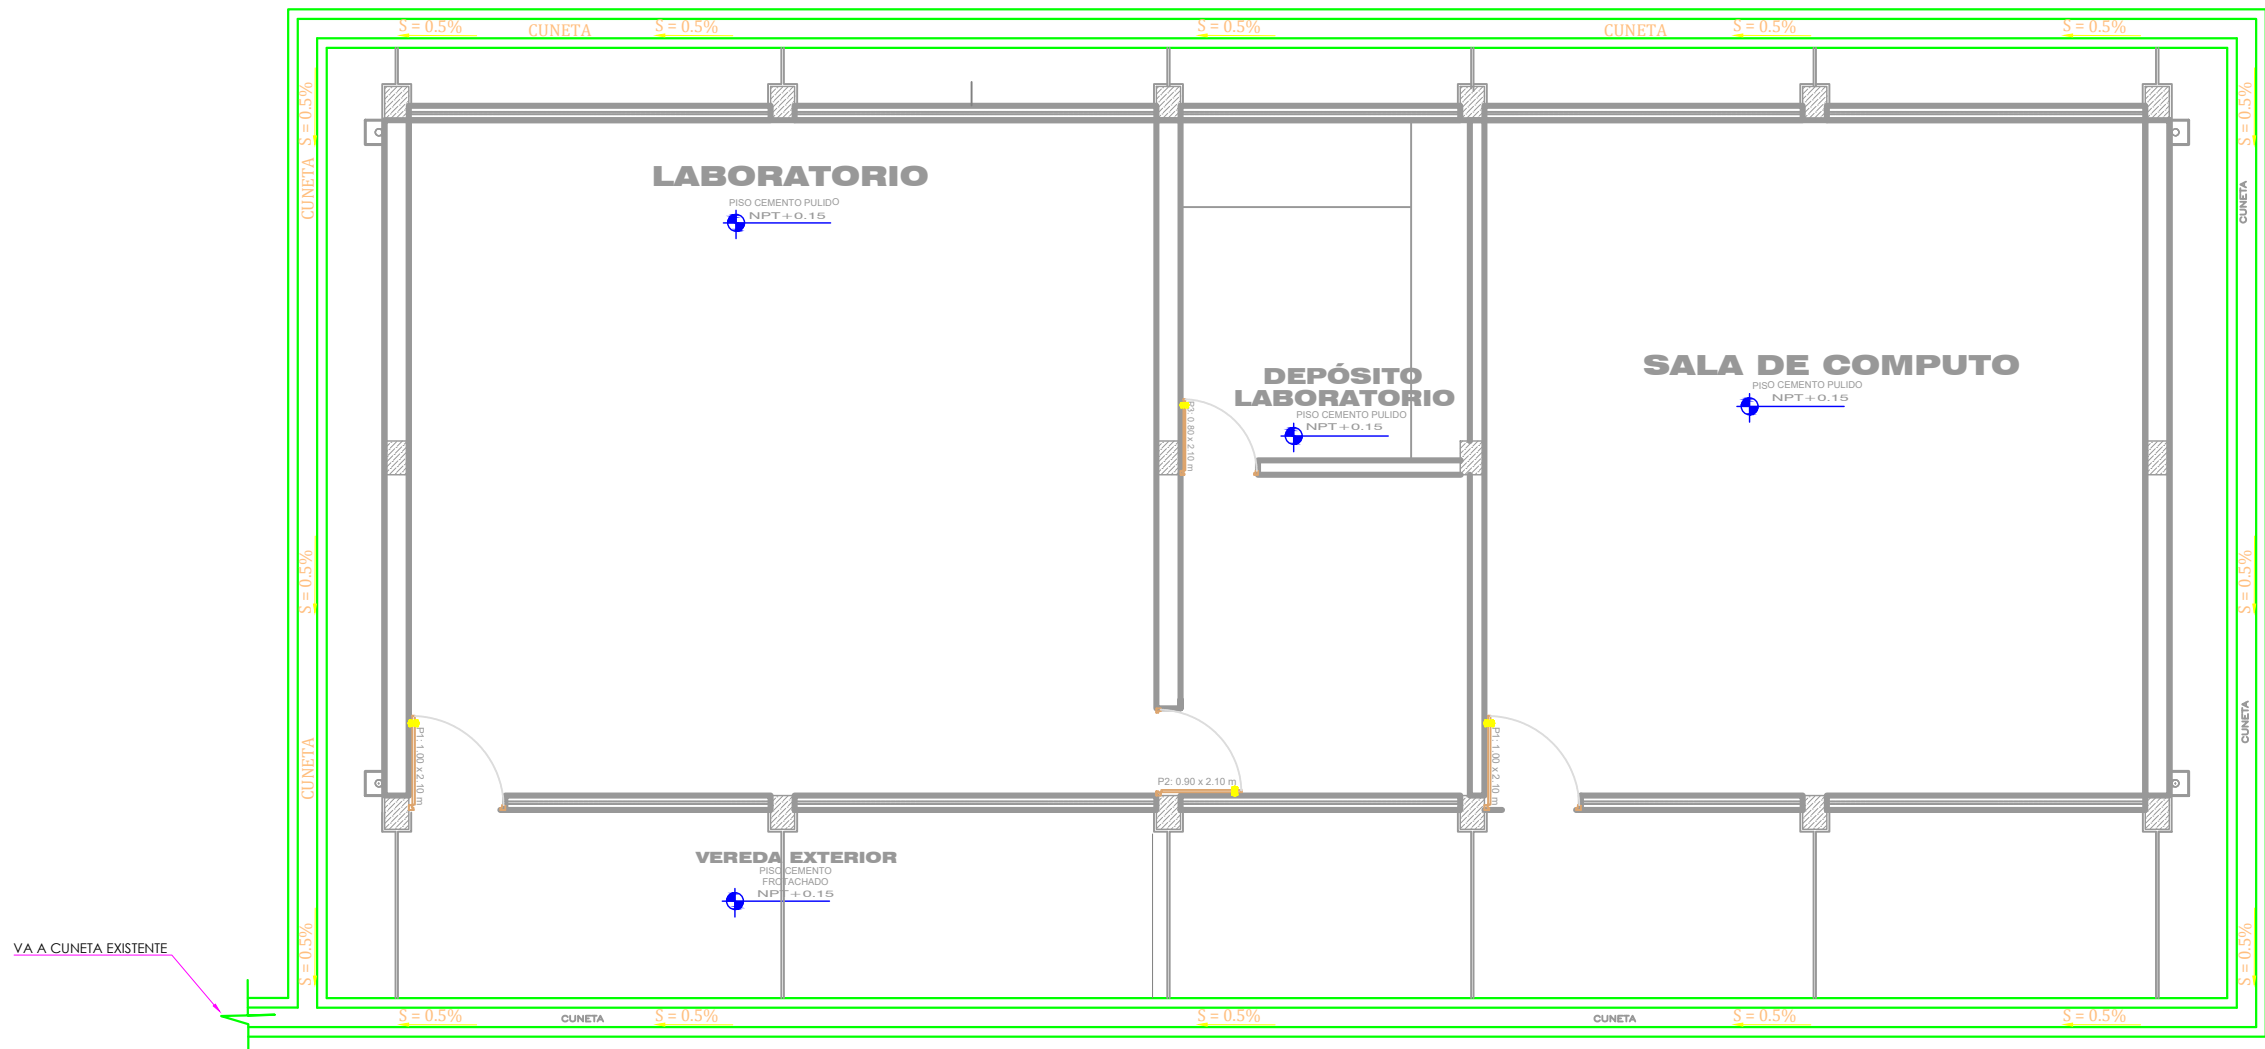 S = 0.5%
CUNETA
S = 0.5%
S = 0.5%
CUNETA
S = 0.5%
S = 0.5%
S = 0.5%
CUNETA
S = 0.5%
CUNETA
S = 0.5%
S = 0.5%
CUNETA
S = 0.5%
CUNETA
S = 0.5%
LABORATORIO
PISO CEMENTO PULIDO
NPT+0.15
DEPÓSITO
LABORATORIO
PISO CEMENTO PULIDO
NPT+0.15
P3: 0.80 x 2.10 m
SALA DE COMPUTO
PISO CEMENTO PULIDO
NPT+0.15
P1: 1.00 x 2.10 m
P2: 0.90 x 2.10 m
P1: 1.00 x 2.10 m
VEREDA EXTERIOR
PISO CEMENTO
FROTACHADO
NPT+0.15
VA A CUNETA EXISTENTE
S = 0.5%
CUNETA
S = 0.5%
S = 0.5%
CUNETA
S = 0.5%
S = 0.5%